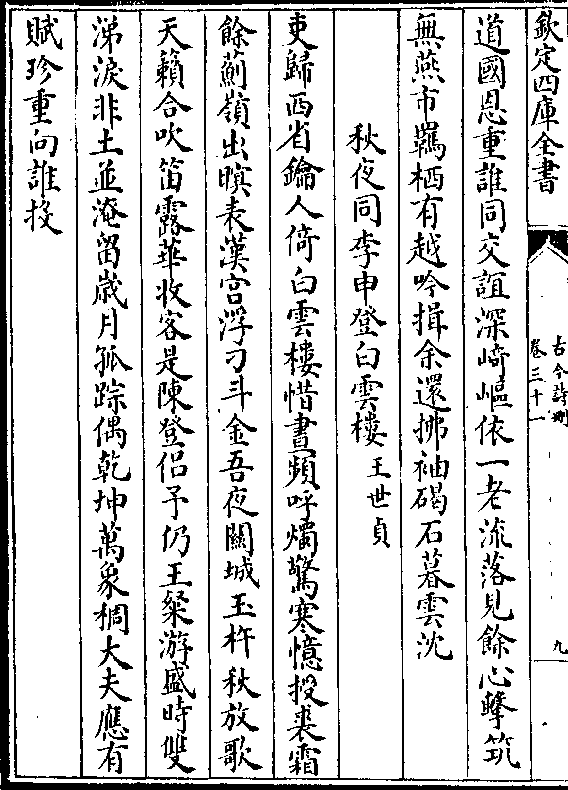 欽定四庫全書
古今詩刪
卷三十一
九
道國恩重誰同交誼深崎嶇依一老流落見餘心擊筑
無燕市羈栖有越吟揖余還拂袖碣石暮雲沈
秋夜同李申登白雲樓 王世貞
吏歸西省鑰人倚白雲樓惜晝頻呼燭驚寒憶授裘霜
餘薊嶺出暝表漢宮浮刁斗金吾夜關城玉杵秋放歌
天籟合吹笛露華收客是陳登侣予仍王粲游盛時雙
涕淚非土並淹留歲月孤踪偶乾坤萬象稠大夫應有
賦珍重向誰投